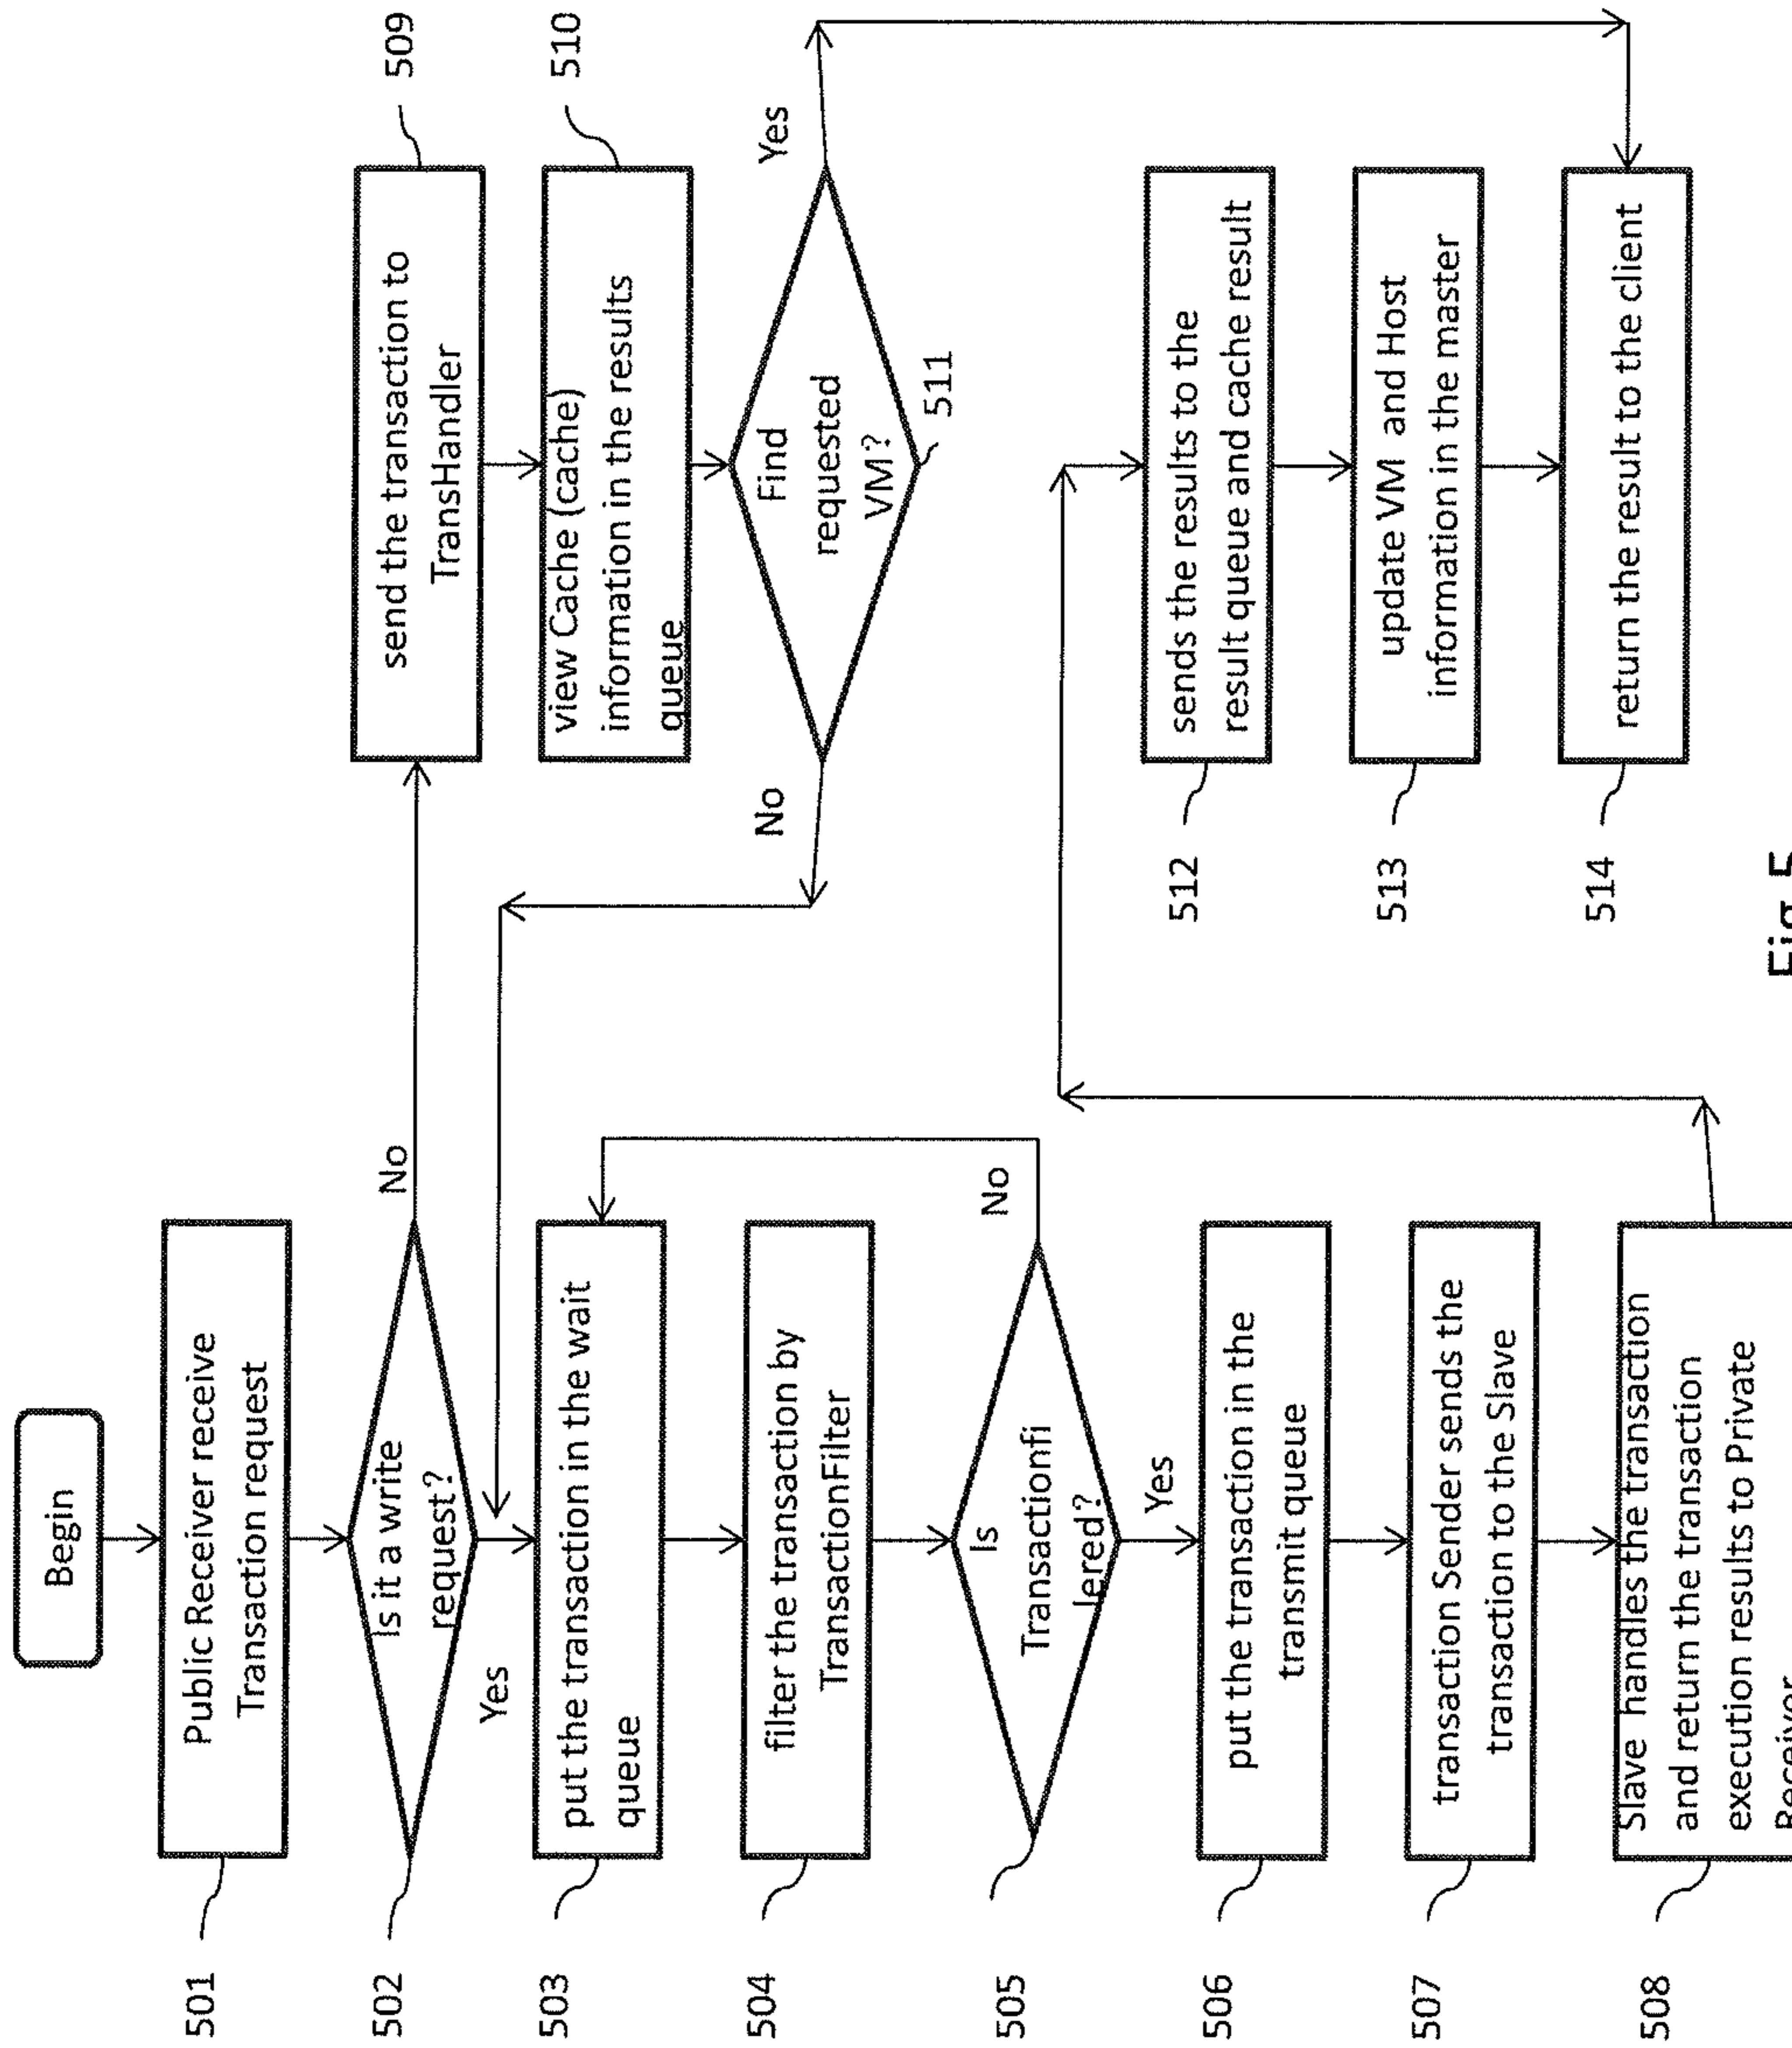 Begin
501
Public Receiver receive
Transaction request
502
Is it a write
request?
No
Yes
503
put the transaction in the wait
queue
504
filter the transaction by
TransactionFilter
505
Is
Transactionfi
lered?
No
Yes
506
put the transaction in the
transmit queue
507
transaction Sender sends the
transaction to the Slave
508
Slave handles the transaction
and return the transaction
execution results to Private
Receiver
509
send the transaction to
TransHandler
510
view Cache (cache)
information in the results
queue
511
Find
requested
VM?
No
Yes
512
sends the results to the
result queue and cache result
513
update VM and Host
information in the master
514
return the result to the client
Fig. 5